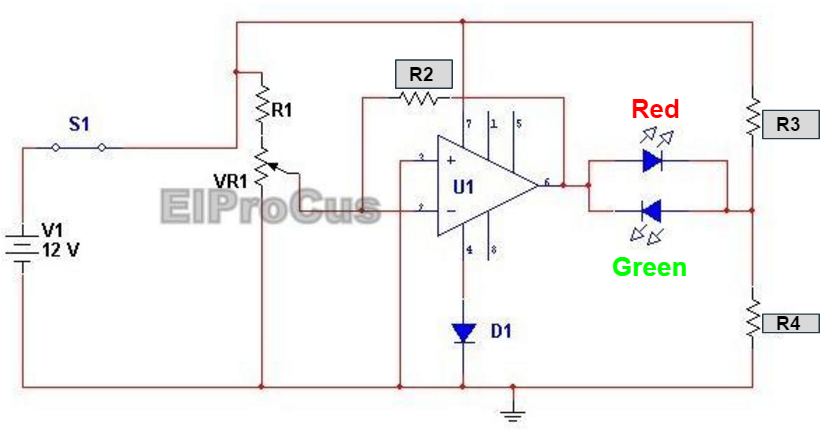 R2
Red
S1
R1
7
1
5
R3
3
+
VR1
U1
6
ElProCus
2
−
V1
12 V
4
8
Green
D1
R4